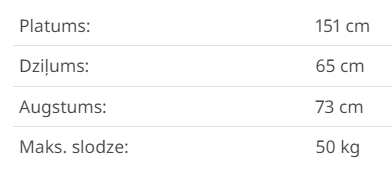 Platums: 151 cm
Dziļums: 65 cm
Augstums: 73 cm
Maks. slodze: 50 kg